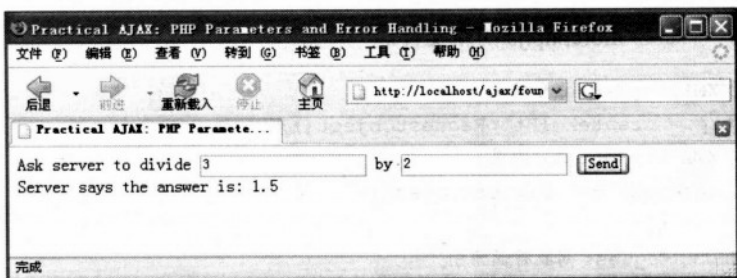 Practical AJAX: PHP Parameters and Error Handling - Mozilla Firefox
文件 (F) 编辑 (E) 查看 (V) 转到 (G) 书签 (B) 工具 (T) 帮助 (H)
后退 前进 重新载入 停止 主页 http://localhost/ajax/foun G
Practical AJAX: PHP Paramete...
Ask server to divide 3 by 2 Send
Server says the answer is: 1.5
完成